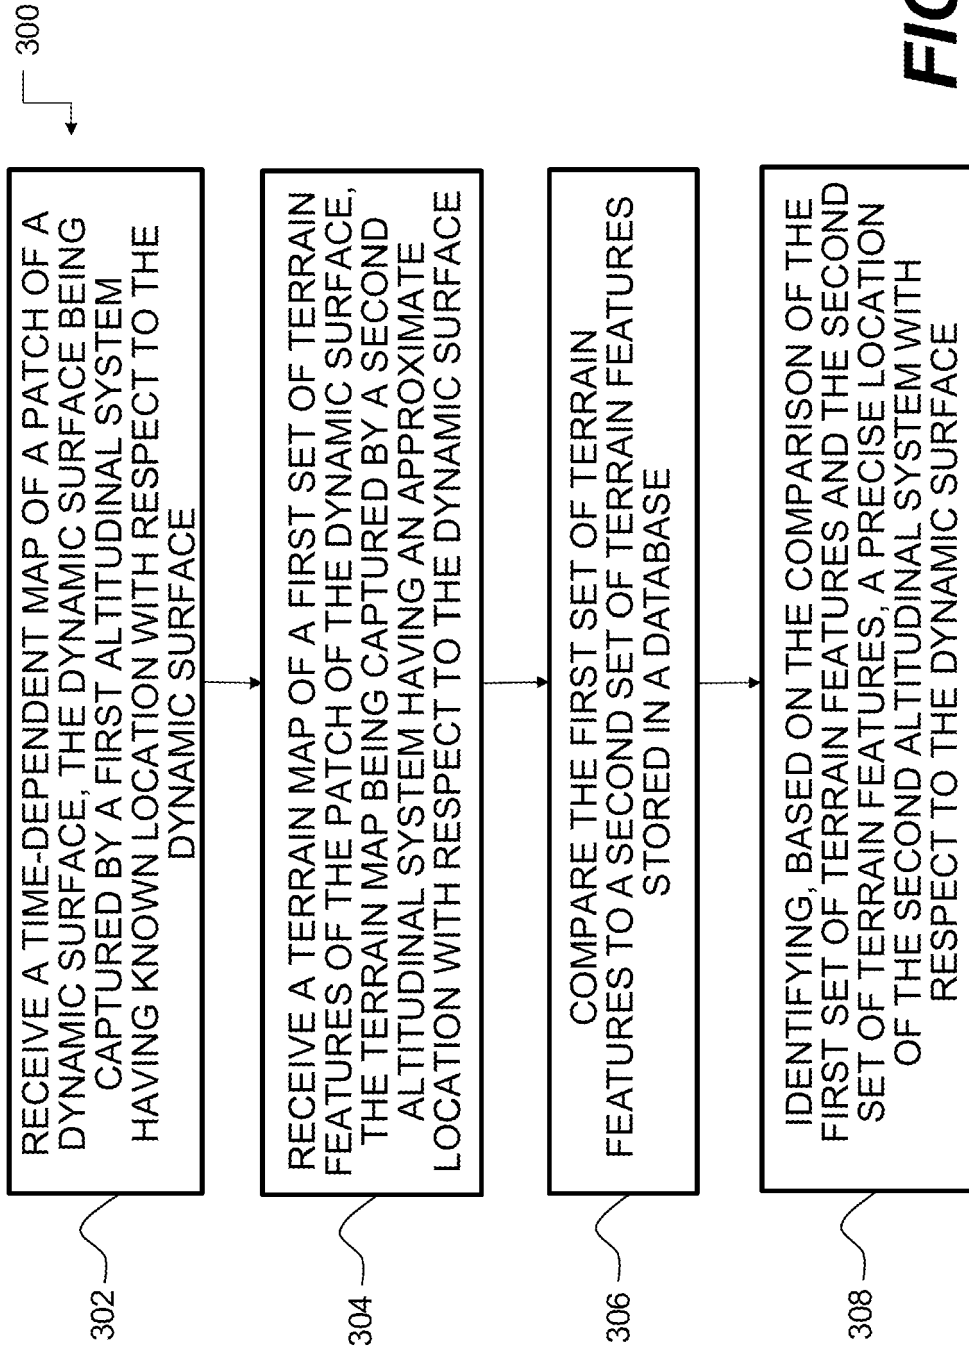 300
302
RECEIVE A TIME-DEPENDENT MAP OF A PATCH OF A
DYNAMIC SURFACE, THE DYNAMIC SURFACE BEING
CAPTURED BY A FIRST ALTITUDINAL SYSTEM
HAVING KNOWN LOCATION WITH RESPECT TO THE
DYNAMIC SURFACE
304
RECEIVE A TERRAIN MAP OF A FIRST SET OF TERRAIN
FEATURES OF THE PATCH OF THE DYNAMIC SURFACE,
THE TERRAIN MAP BEING CAPTURED BY A SECOND
ALTITUDINAL SYSTEM HAVING AN APPROXIMATE
LOCATION WITH RESPECT TO THE DYNAMIC SURFACE
306
COMPARE THE FIRST SET OF TERRAIN
FEATURES TO A SECOND SET OF TERRAIN FEATURES
STORED IN A DATABASE
308
IDENTIFYING, BASED ON THE COMPARISON OF THE
FIRST SET OF TERRAIN FEATURES AND THE SECOND
SET OF TERRAIN FEATURES, A PRECISE LOCATION
OF THE SECOND ALTITUDINAL SYSTEM WITH
RESPECT TO THE DYNAMIC SURFACE